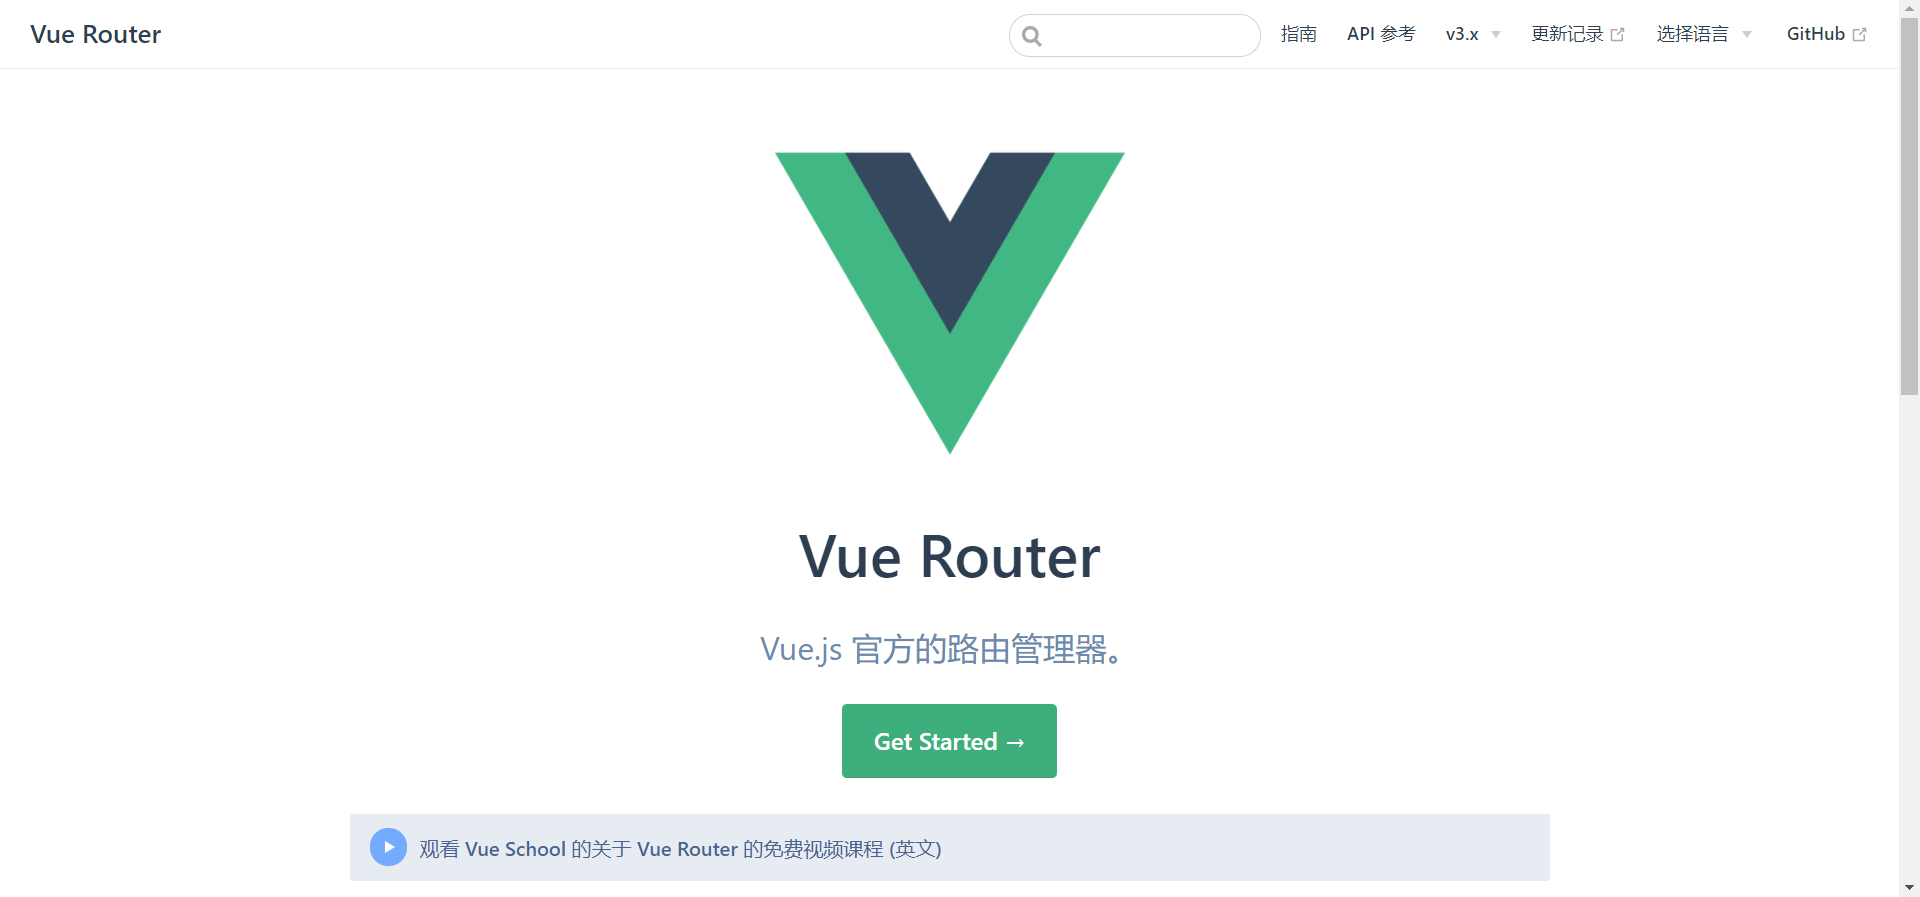 Vue Router
指南 API 参考 v3.x 更新记录 选择语言 GitHub
Vue Router
Vue.js 官方的路由管理器。
Get Started →
观看 Vue School 的关于 Vue Router 的免费视频课程 (英文)